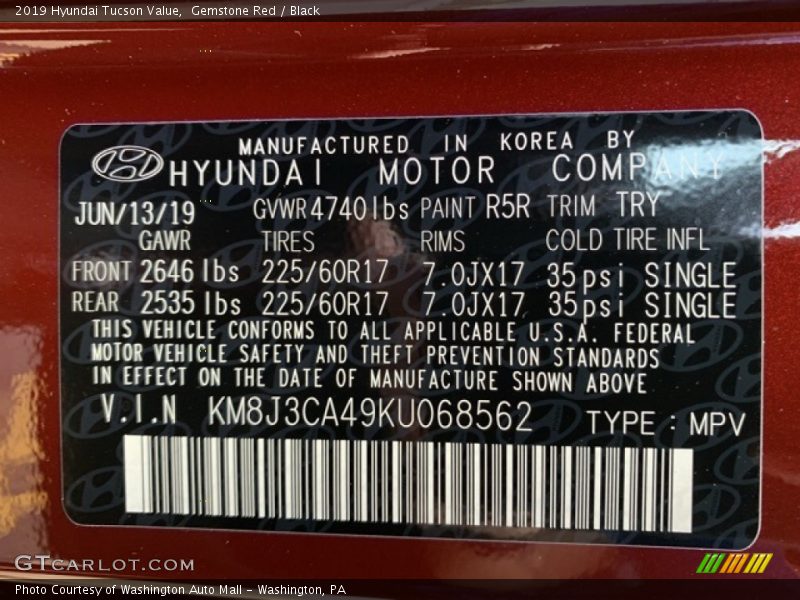 2019 Hyundai Tucson Value, Gemstone Red / Black
MANUFACTURED IN KOREA BY
HYUNDAI MOTOR COMPANY
JUN/13/19 GVWR 4740 lbs PAINT R5R TRIM TRY
GAWR TIRES RIMS COLD TIRE INFL
FRONT 2646 lbs 225/60R17 7.0JX17 35psi SINGLE
REAR 2535 lbs 225/60R17 7.0JX17 35psi SINGLE
THIS VEHICLE CONFORMS TO ALL APPLICABLE U.S.A. FEDERAL
MOTOR VEHICLE SAFETY AND THEFT PREVENTION STANDARDS
IN EFFECT ON THE DATE OF MANUFACTURE SHOWN ABOVE
V.I.N KM8J3CA49KU068562 TYPE : MPV
GTCARLOT.COM
Photo Courtesy of Washington Auto Mall - Washington, PA